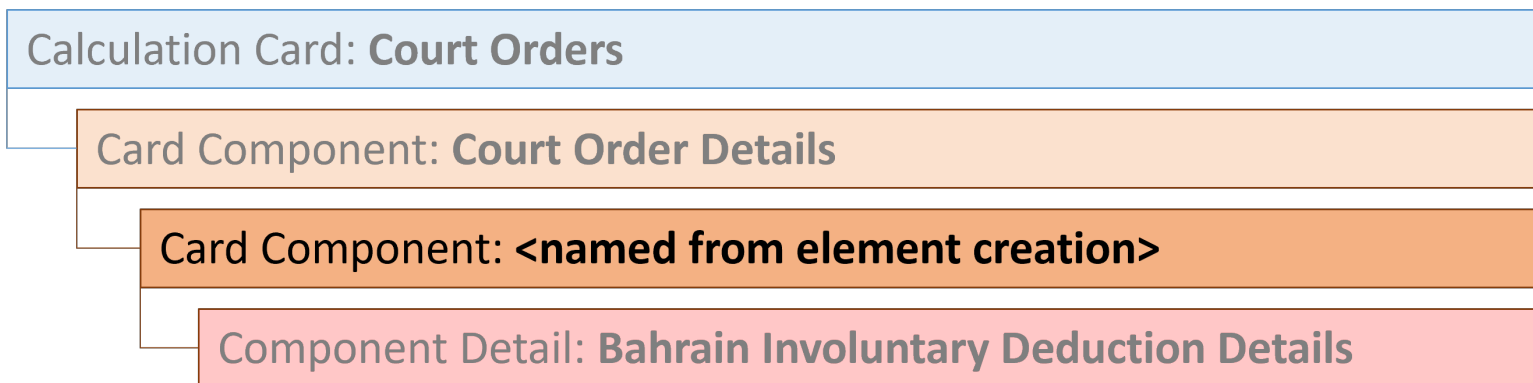 Calculation Card: Court Orders
Card Component: Court Order Details
Card Component: <named from element creation>
Component Detail: Bahrain Involuntary Deduction Details